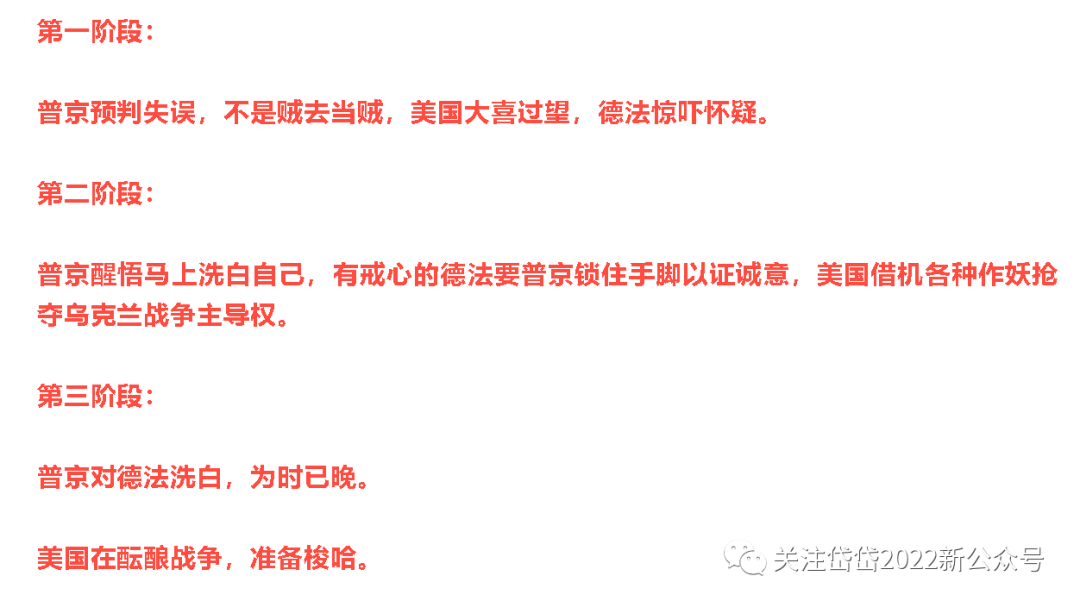 第一阶段：
普京预判失误，不是贼去当贼，美国大喜过望，德法惊吓怀疑。
第二阶段：
普京醒悟马上洗白自己，有戒心的德法要普京锁住手脚以证诚意，美国借机各种作妖抢
夺乌克兰战争主导权。
第三阶段：
普京对德法洗白，为时已晚。
美国在酝酿战争，准备梭哈。
关注岱岱2022新公众号